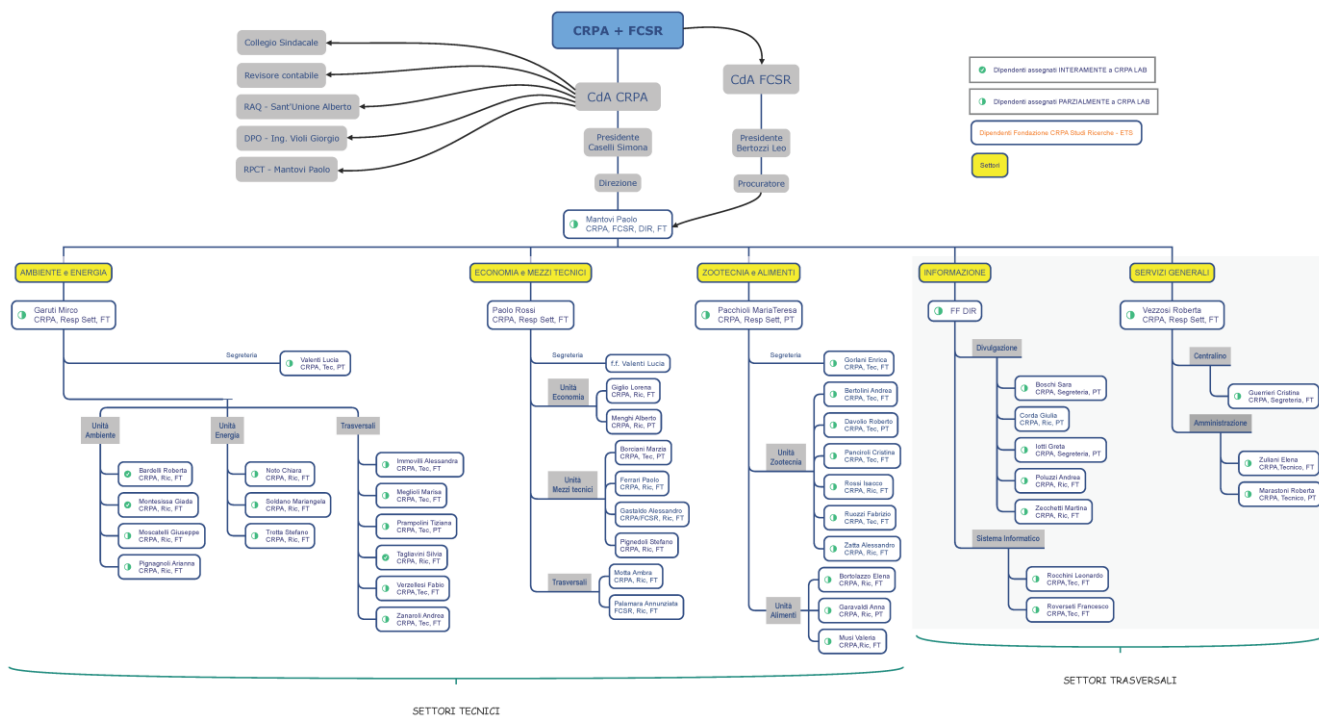 CRPA + FCSR
Collegio Sindacale
Revisore contabile
RAQ - Sant'Unione Alberto
DPO - Ing. Violi Giorgio
RPCT - Mantovi Paolo
CdA CRPA
CdA FCSR
Presidente
Caselli Simona
Presidente
Bertozzi Leo
Direzione
Procuratore
Mantovi Paolo
CRPA, FCSR, DIR, FT
Dipendenti assegnati INTERAMENTE a CRPA LAB
Dipendenti assegnati PARZIALMENTE a CRPA LAB
Dipendenti Fondazione CRPA Studi Ricerche - ETS
Settori
AMBIENTE e ENERGIA
Garuti Mirco
CRPA, Resp Sett, FT
Segreteria
Valenti Lucia
CRPA, Tec, PT
Unità
Ambiente
Bardelli Roberta
CRPA, Ric, FT
Montesissa Giada
CRPA, Ric, FT
Moscatelli Giuseppe
CRPA, Ric, FT
Pignagnoli Arianna
CRPA, Ric, FT
Unità
Energia
Noto Chiara
CRPA, Ric, FT
Soldano Mariangela
CRPA, Ric, FT
Trotta Stefano
CRPA, Ric, FT
Trasversali
Immovilli Alessandra
CRPA, Tec, FT
Meglioli Marisa
CRPA, Tec, FT
Prampolini Tiziana
CRPA, Tec, PT
Tagliavini Silvia
CRPA, Ric, FT
Verzellesi Fabio
CRPA,Tec, FT
Zanaroli Andrea
CRPA, Tec, FT
ECONOMIA e MEZZI TECNICI
Paolo Rossi
CRPA, Resp Sett, FT
Segreteria
f.f. Valenti Lucia
Unità
Economia
Giglio Lorena
CRPA, Ric, FT
Menghi Alberto
CRPA, Ric, PT
Unità
Mezzi tecnici
Borciani Marzia
CRPA, Tec, PT
Ferrari Paolo
CRPA, Ric, FT
Gastaldo Alessandro
CRPA/FCSR, Ric, FT
Pignedoli Stefano
CRPA, Ric, FT
Trasversali
Motta Ambra
CRPA, Ric, FT
Palamara Annunziata
FCSR, Ric, FT
ZOOTECNIA e ALIMENTI
Pacchioli MariaTeresa
CRPA, Resp Sett, PT
Segreteria
Gorlani Enrica
CRPA, Tec, FT
Unità
Zootecnia
Bertolini Andrea
CRPA, Tec, FT
Davolio Roberto
CRPA, Tec, PT
Panciroli Cristina
CRPA, Tec, FT
Rossi Isacco
CRPA, Ric, FT
Ruozzi Fabrizio
CRPA, Tec, FT
Zatta Alessandro
CRPA, Ric, FT
Unità
Alimenti
Bortolazzo Elena
CRPA, Ric, FT
Garavaldi Anna
CRPA, Ric, PT
Musi Valeria
CRPA,Ric, FT
INFORMAZIONE
FF DIR
Divulgazione
Boschi Sara
CRPA, Segreteria, PT
Corda Giulia
CRPA, Ric, PT
Iotti Greta
CRPA, Segreteria, PT
Poluzzi Andrea
CRPA, Ric, FT
Zecchetti Martina
CRPA, Ric, FT
Sistema Informatico
Rocchini Leonardo
CRPA,Tec, FT
Roverseti Francesco
CRPA,Tec, FT
SERVIZI GENERALI
Vezzosi Roberta
CRPA, Resp Sett, FT
Centralino
Guerrieri Cristine
CRPA, Segreteria, FT
Amministrazione
Zuliani Elena
CRPA,Tecnico, FT
Marastoni Roberta
CRPA, Tecnico, PT
SETTORI TECNICI
SETTORI TRASVERSALI